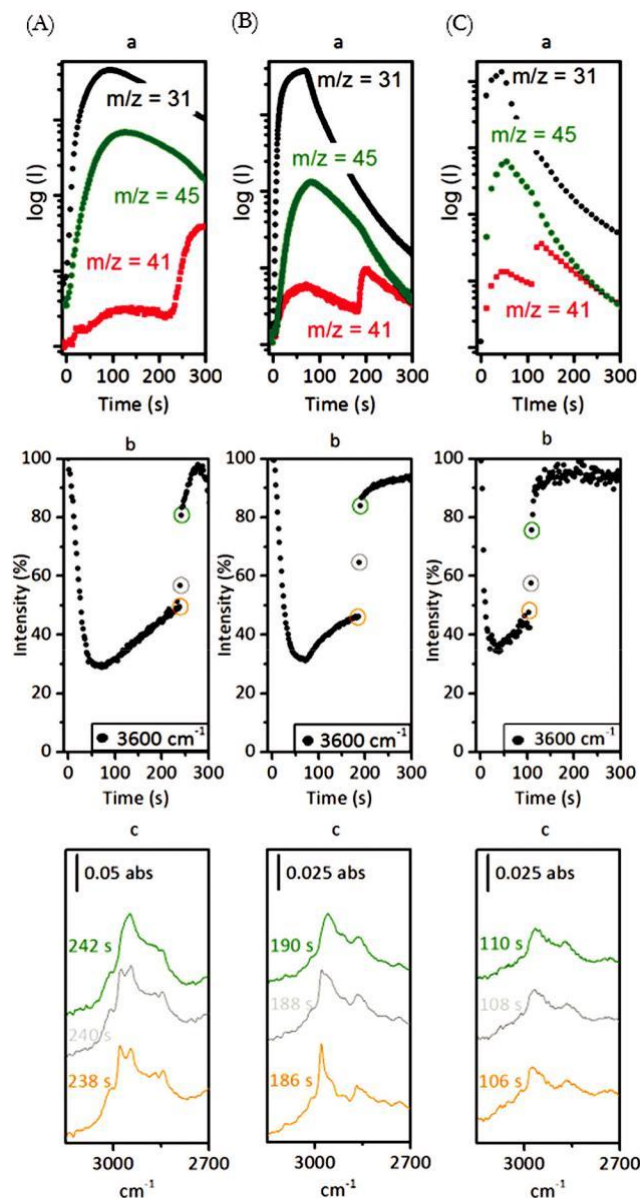 (A) (B) (C)
a a a
m/z = 31 m/z = 31 m/z = 31
m/z = 45 m/z = 45 m/z = 45
m/z = 41 m/z = 41 m/z = 41
log (I) log (I) log (I)
0 100 200 300 0 100 200 300 0 100 200 300
Time (s) Time (s) TIme (s)
b b b
100 100 100
80 80 80
60 60 60
40 40 40
20 20 20
0 0 0
Intensity (%) Intensity (%) Intensity (%)
3600 cm⁻¹ 3600 cm⁻¹ 3600 cm⁻¹
0 100 200 300 0 100 200 300 0 100 200 300
Time (s) Time (s) Time (s)
c c c
0.05 abs 0.025 abs 0.025 abs
242 s 190 s 110 s
240 s 188 s 108 s
238 s 186 s 106 s
3000 2700 3000 2700 3000 2700
cm⁻¹ cm⁻¹ cm⁻¹